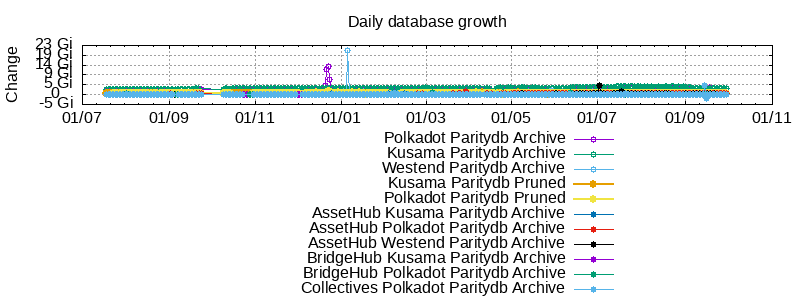 Daily database growth
Change
23 Gi
19 Gi
14 Gi
9 Gi
5 Gi
0
-5 Gi
01/07 01/09 01/11 01/01 01/03 01/05 01/07 01/09 01/11
Polkadot Paritydb Archive
Kusama Paritydb Archive
Westend Paritydb Archive
Kusama Paritydb Pruned
Polkadot Paritydb Pruned
AssetHub Kusama Paritydb Archive
AssetHub Polkadot Paritydb Archive
AssetHub Westend Paritydb Archive
BridgeHub Kusama Paritydb Archive
BridgeHub Polkadot Paritydb Archive
Collectives Polkadot Paritydb Archive